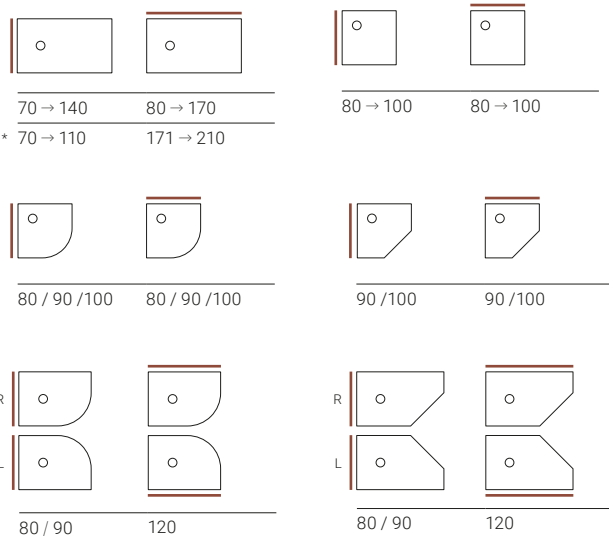 70 → 140 80 → 170
* 70 → 110 171 → 210
80 → 100 80 → 100
80 / 90 /100 80 / 90 /100
90 /100 90 /100
R
L
80 / 90 120
R
L
80 / 90 120